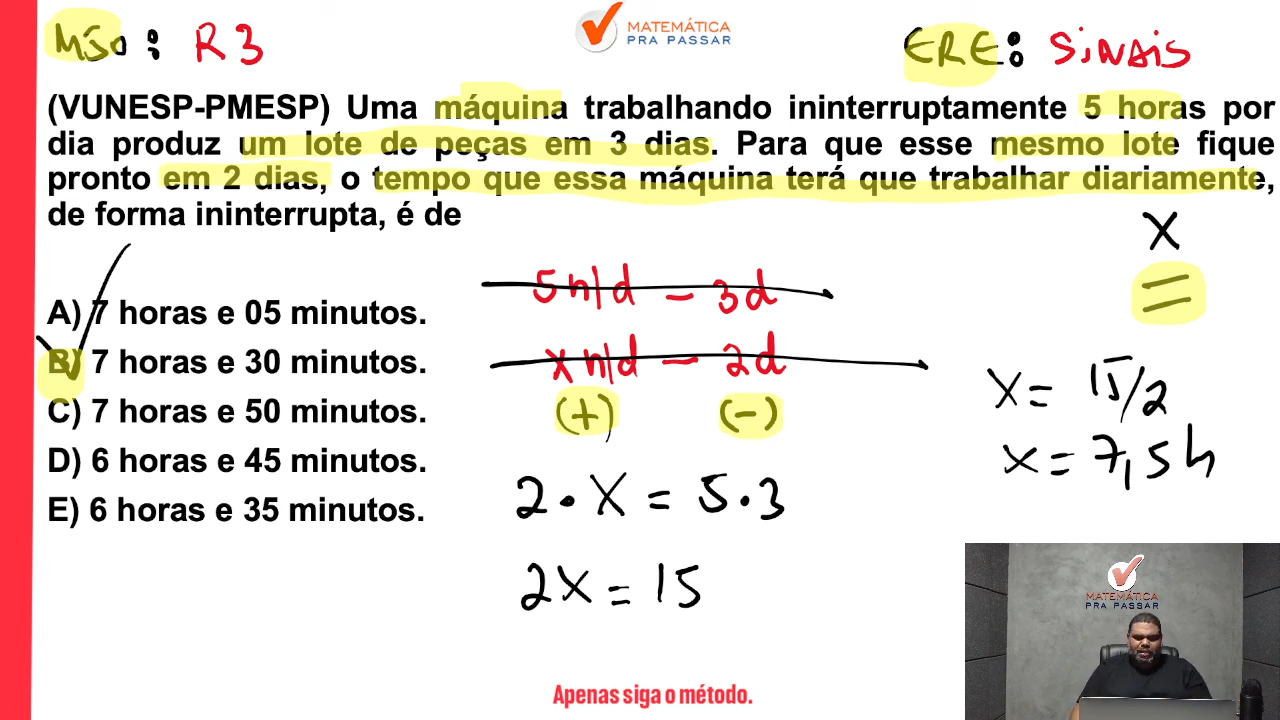 MSO: R3
MATEMÁTICA
PRA PASSAR
ERE: SINAIS
(VUNESP-PMESP) Uma máquina trabalhando ininterruptamente 5 horas por
dia produz um lote de peças em 3 dias. Para que esse mesmo lote fique
pronto em 2 dias, o tempo que essa máquina terá que trabalhar diariamente,
de forma ininterrupta, é de
X
=
A) 7 horas e 05 minutos.
B) 7 horas e 30 minutos.
C) 7 horas e 50 minutos.
D) 6 horas e 45 minutos.
E) 6 horas e 35 minutos.
5h/d - 3d
x h/d - 2d
(+) (-)
2 . X = 5.3
2X = 15
X = 15/2
X = 7,5h
MATEMÁTICA
PRA PASSAR
Apenas siga o método.